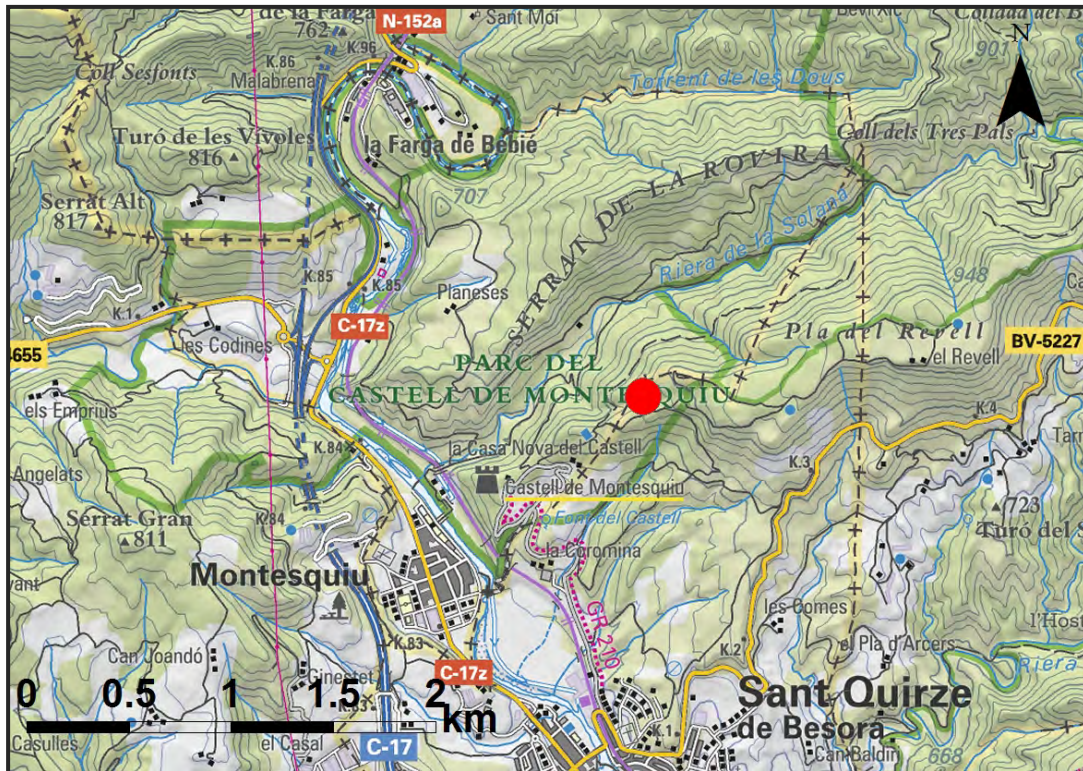 de la Farga
762
N-152a
Sant Moi
901
N
K.96
K.86
Coll Sesfonts
Malabrena
Torrent de les Dous
Turó de les Vívoles
816
la Farga de Bebié
Coll dels Tres Pals
707
SERRAT DE LA ROVIRA
Serrat Alt
817
Riera de la Solana
K.85
K.85
948
Planeses
K.1
C-17z
Pla del Revell
les Codines
BV-5227
4655
PARC DEL
CASTELL DE MONTESQUIU
el Revell
els Emprius
K.4
K.84
la Casa Nova del Castell
K.3
Angelats
Castell de Montesquiu
Serrat Gran
811
K.84
Font del Castell
723
la Coromina
Montesquiu
GR 210
les Comes
K.83
K.2
el Pla d'Arcers
l'Host
Can Joandó
Riera
Ginestet
C-17z
0 0.5 1 1.5 2
km
K.83
Sant Quirze
de Besora
Casulles
el Casal
C-17
K.1
Can Baldiri
668